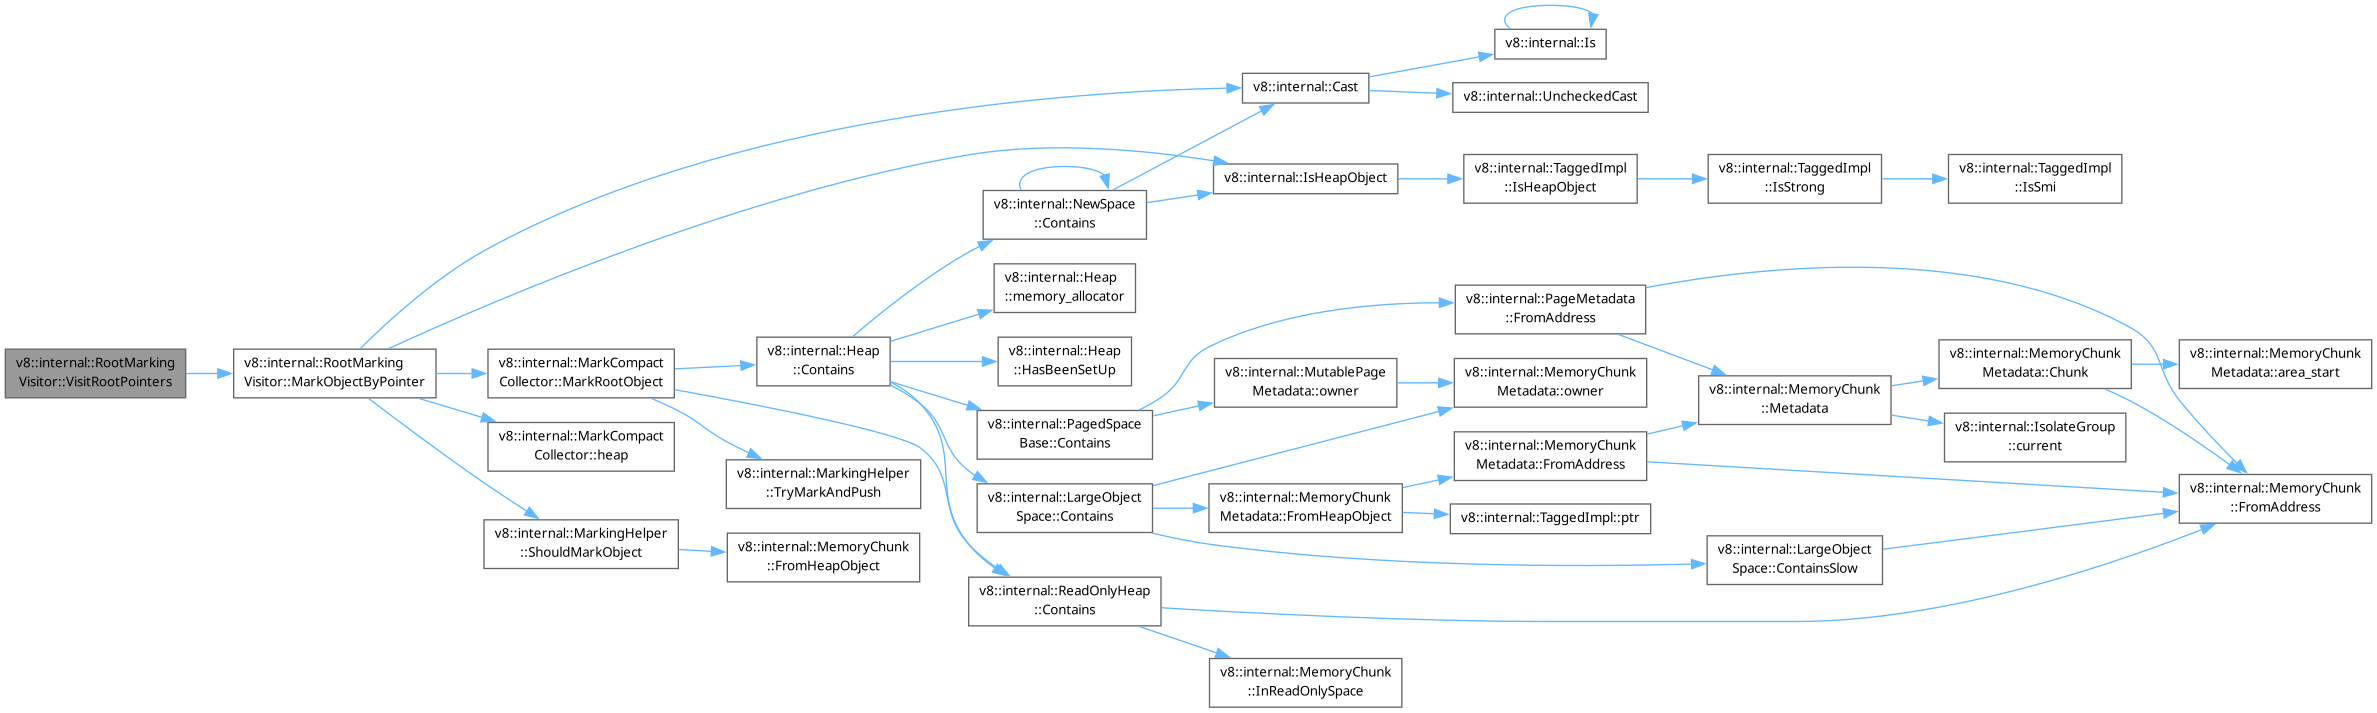 v8::internal::RootMarking
Visitor::VisitRootPointers
v8::internal::RootMarking
Visitor::MarkObjectByPointer
v8::internal::MarkCompact
Collector::MarkRootObject
v8::internal::MarkCompact
Collector::heap
v8::internal::MarkingHelper
::ShouldMarkObject
v8::internal::Heap
::Contains
v8::internal::MarkingHelper
::TryMarkAndPush
v8::internal::MemoryChunk
::FromHeapObject
v8::internal::NewSpace
::Contains
v8::internal::Heap
::memory_allocator
v8::internal::Heap
::HasBeenSetUp
v8::internal::PagedSpace
Base::Contains
v8::internal::LargeObject
Space::Contains
v8::internal::ReadOnlyHeap
::Contains
v8::internal::Cast
v8::internal::IsHeapObject
v8::internal::MutablePage
Metadata::owner
v8::internal::MemoryChunk
Metadata::FromHeapObject
v8::internal::MemoryChunk
::InReadOnlySpace
v8::internal::Is
v8::internal::UncheckedCast
v8::internal::TaggedImpl
::IsHeapObject
v8::internal::PageMetadata
::FromAddress
v8::internal::MemoryChunk
Metadata::owner
v8::internal::MemoryChunk
Metadata::FromAddress
v8::internal::TaggedImpl::ptr
v8::internal::TaggedImpl
::IsStrong
v8::internal::MemoryChunk
::Metadata
v8::internal::LargeObject
Space::ContainsSlow
v8::internal::TaggedImpl
::IsSmi
v8::internal::MemoryChunk
Metadata::Chunk
v8::internal::IsolateGroup
::current
v8::internal::MemoryChunk
Metadata::area_start
v8::internal::MemoryChunk
::FromAddress